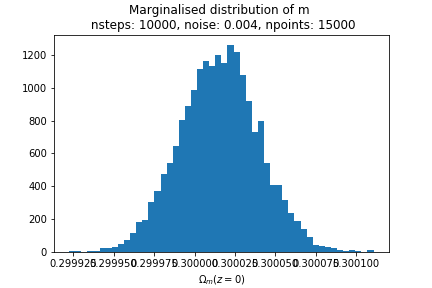 Marginalised distribution of m
nsteps: 10000, noise: 0.004, npoints: 15000
1200
1000
800
600
400
200
0
0.299925 0.299950 0.299975 0.300000 0.300025 0.300050 0.300075 0.300100
Ωm(z = 0)